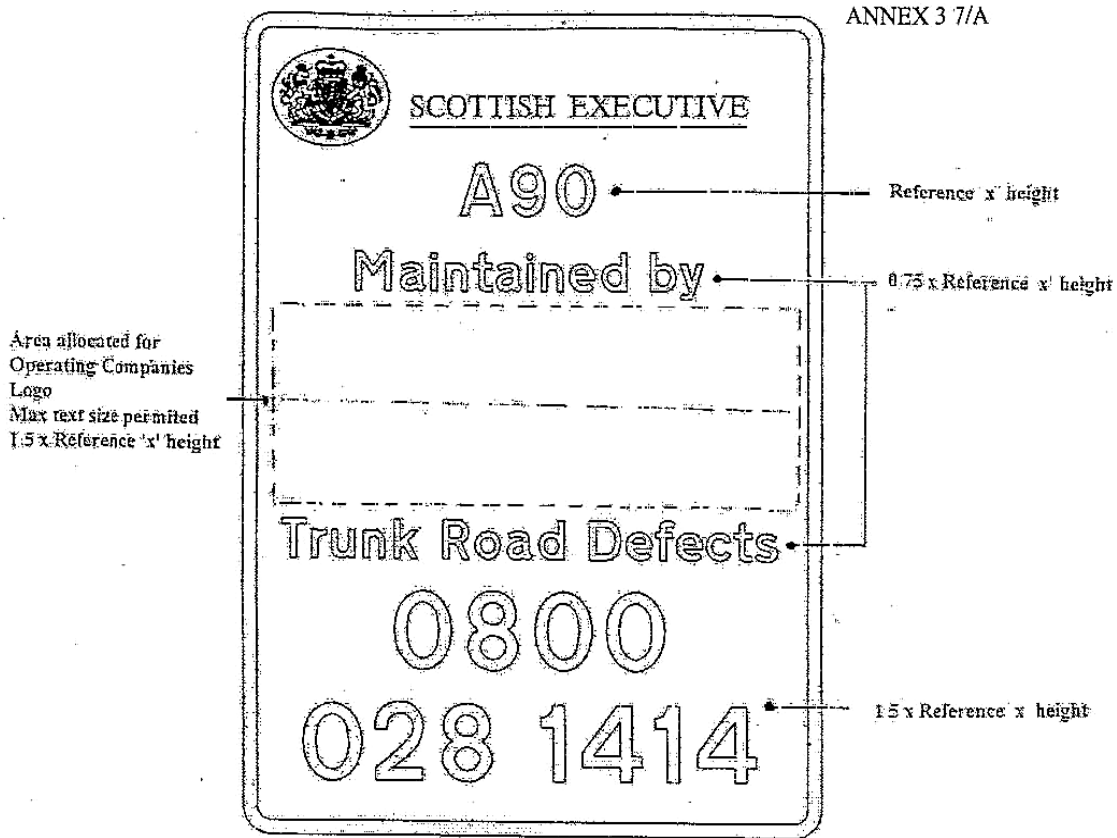 ANNEX 3 7/A
SCOTTISH EXECUTIVE
A90
Reference 'x' height
Maintained by
0.75 x Reference 'x' height
Area allocated for
Operating Companies
Logo
Max text size permited
1.5 x Reference 'x' height
Trunk Road Defects
0800
028 1414
1.5 x Reference 'x' height